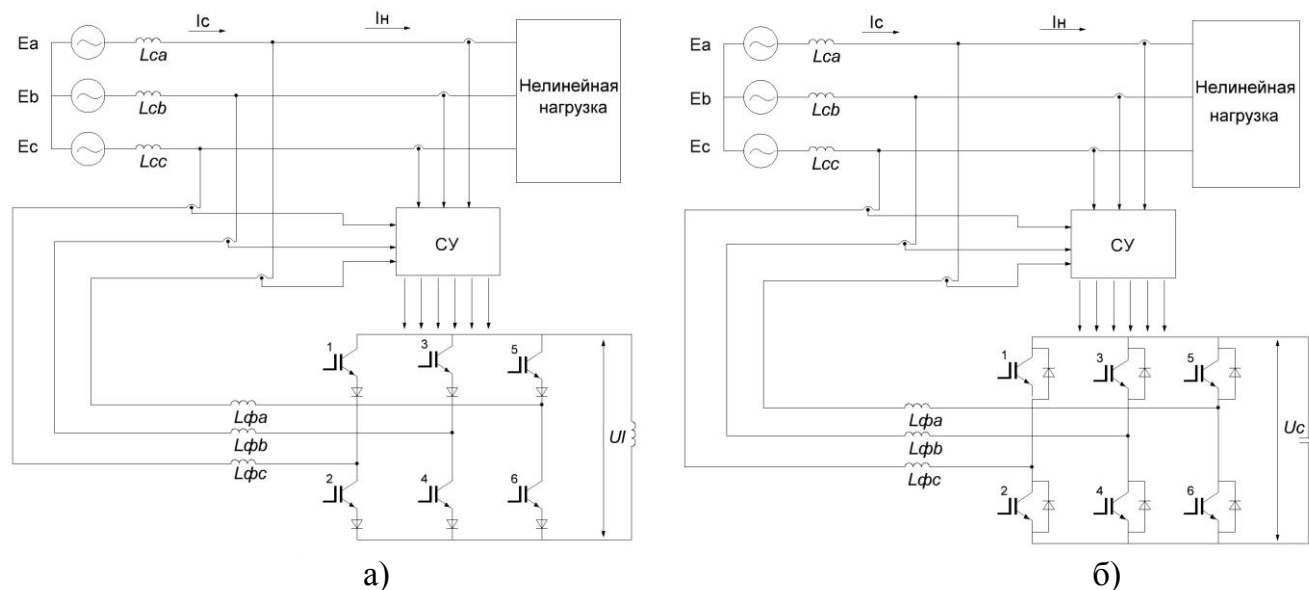 Ic
Iн
Ea
Lca
Нелинейная
нагрузка
Eb
Lcb
Ec
Lcc
СУ
1
3
5
Lфa
Lфb
Lфc
Ul
2
4
6
а)
Ic
Iн
Ea
Lca
Нелинейная
нагрузка
Eb
Lcb
Ec
Lcc
СУ
1
3
5
Lфa
Lфb
Lфc
Uc
2
4
6
б)